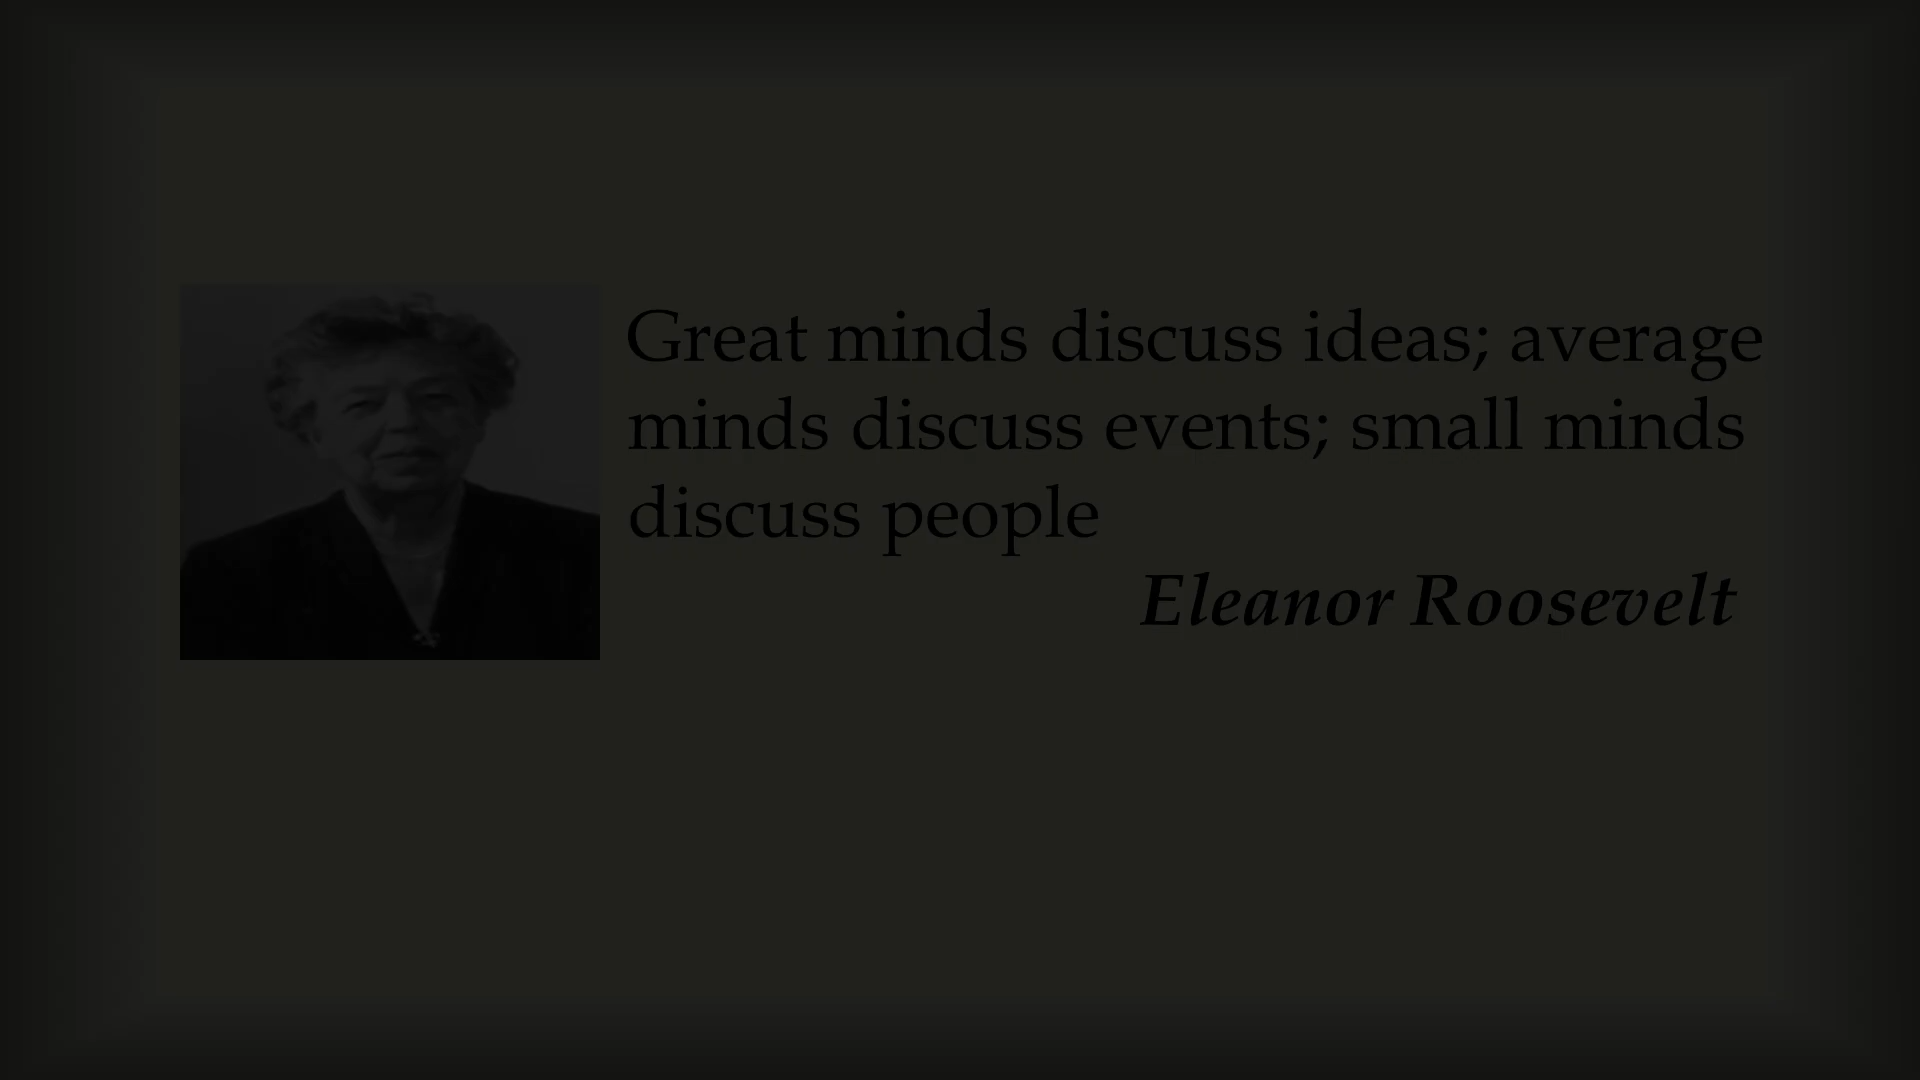 Great minds discuss ideas; average
minds discuss events; small minds
discuss people
Eleanor Roosevelt